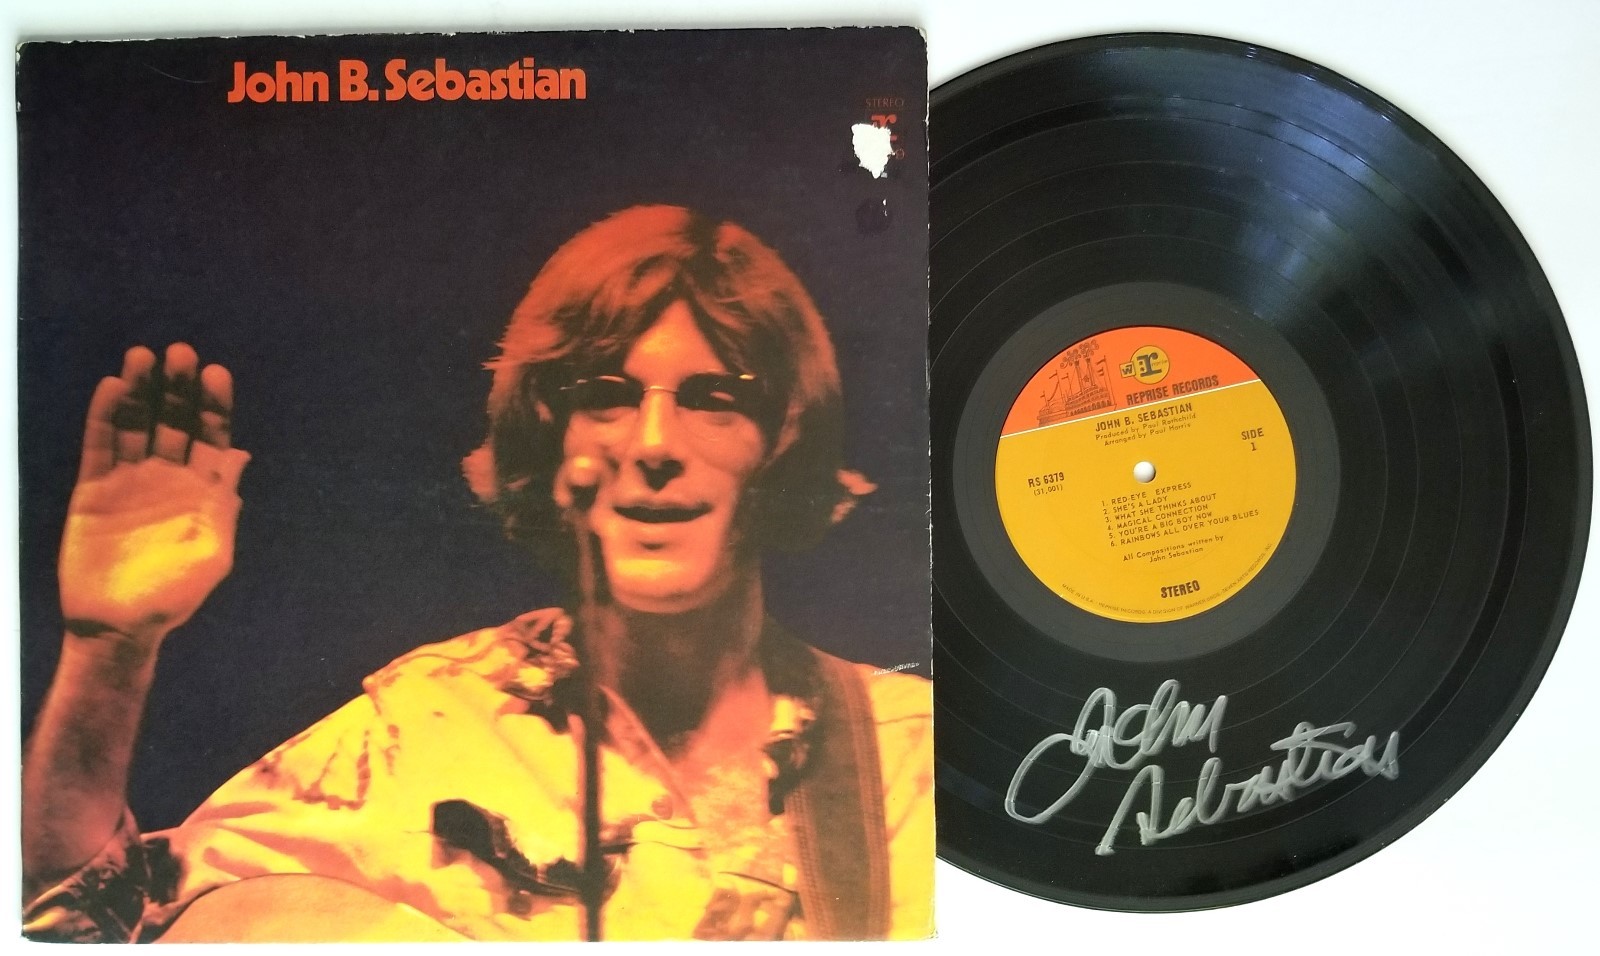 John B. Sebastian
STEREO
r
W
r
REPRISE RECORDS
JOHN B. SEBASTIAN
Produced by Paul Rothchild
Arranged by Paul Harris
SIDE
1
RS 6379
(31,001)
1. RED-EYE EXPRESS
2. SHE'S A LADY
3. WHAT SHE THINKS ABOUT
4. MAGICAL CONNECTION
5. YOU'RE A BIG BOY NOW
6. RAINBOWS ALL OVER YOUR BLUES
All Compositions written by
John Sebastian
STEREO
MADE IN U.S.A.
John
Sebastian